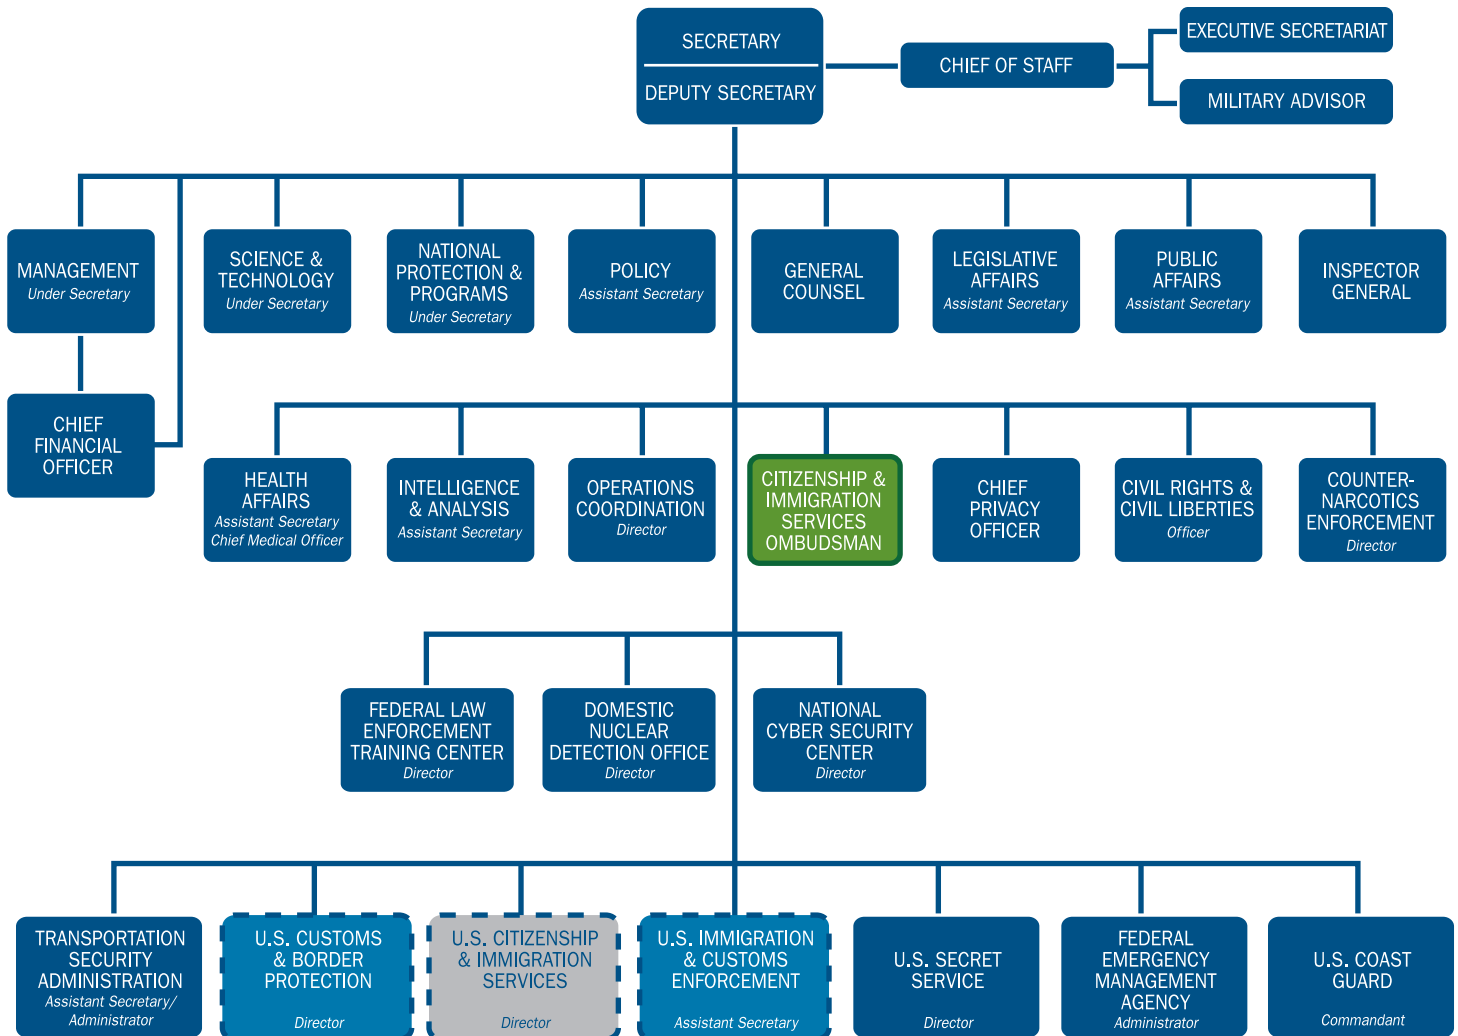 SECRETARY
DEPUTY SECRETARY
CHIEF OF STAFF
EXECUTIVE SECRETARIAT
MILITARY ADVISOR
MANAGEMENT
Under Secretary
SCIENCE &
TECHNOLOGY
Under Secretary
NATIONAL
PROTECTION &
PROGRAMS
Under Secretary
POLICY
Assistant Secretary
GENERAL
COUNSEL
LEGISLATIVE
AFFAIRS
Assistant Secretary
PUBLIC
AFFAIRS
Assistant Secretary
INSPECTOR
GENERAL
CHIEF
FINANCIAL
OFFICER
HEALTH
AFFAIRS
Assistant Secretary
Chief Medical Officer
INTELLIGENCE
& ANALYSIS
Assistant Secretary
OPERATIONS
COORDINATION
Director
CITIZENSHIP &
IMMIGRATION
SERVICES
OMBUDSMAN
CHIEF
PRIVACY
OFFICER
CIVIL RIGHTS &
CIVIL LIBERTIES
Officer
COUNTER-
NARCOTICS
ENFORCEMENT
Director
FEDERAL LAW
ENFORCEMENT
TRAINING CENTER
Director
DOMESTIC
NUCLEAR
DETECTION OFFICE
Director
NATIONAL
CYBER SECURITY
CENTER
Director
TRANSPORTATION
SECURITY
ADMINISTRATION
Assistant Secretary/
Administrator
U.S. CUSTOMS
& BORDER
PROTECTION
Director
U.S. CITIZENSHIP
& IMMIGRATION
SERVICES
Director
U.S. IMMIGRATION
& CUSTOMS
ENFORCEMENT
Assistant Secretary
U.S. SECRET
SERVICE
Director
FEDERAL
EMERGENCY
MANAGEMENT
AGENCY
Administrator
U.S. COAST
GUARD
Commandant